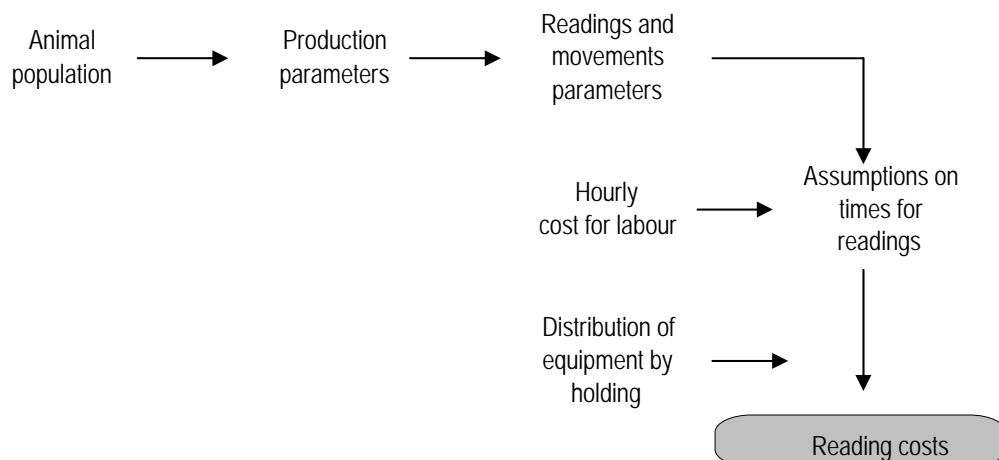 Animal
population
Production
parameters
Readings and
movements
parameters
Hourly
cost for labour
Assumptions on
times for
readings
Distribution of
equipment by
holding
Reading costs